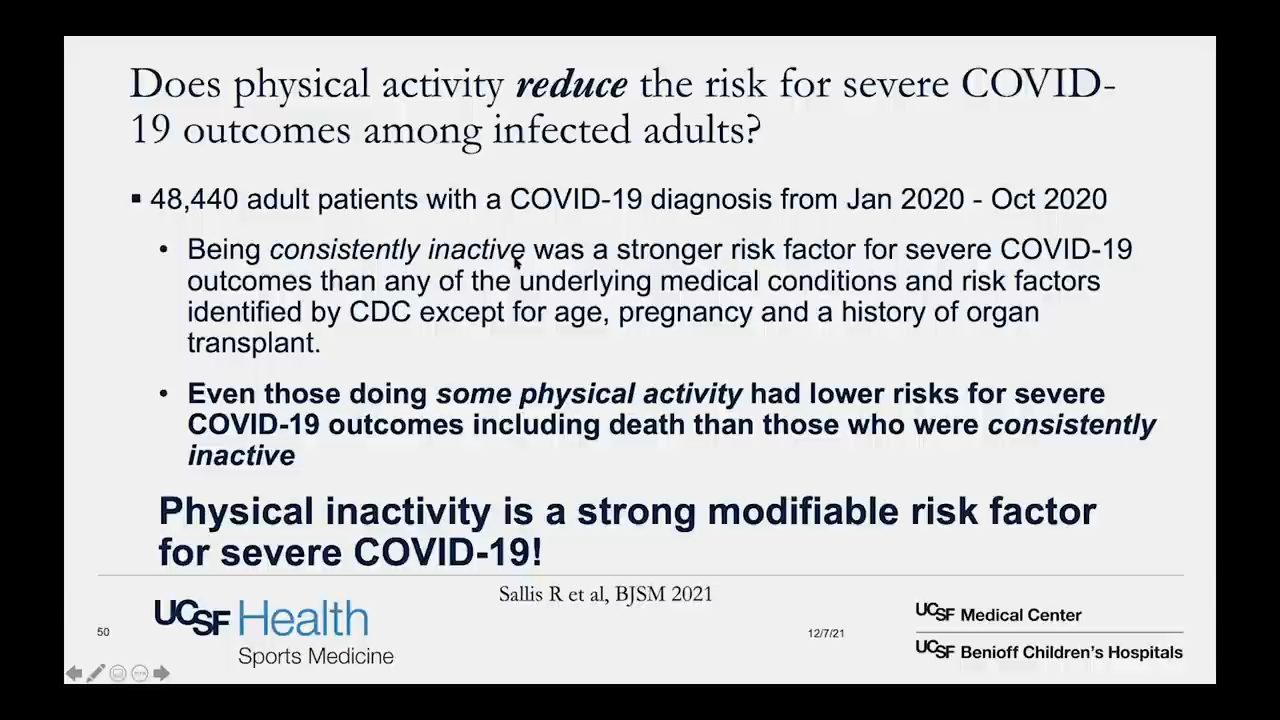 Does physical activity reduce the risk for severe COVID-
19 outcomes among infected adults?
▪ 48,440 adult patients with a COVID-19 diagnosis from Jan 2020 - Oct 2020
• Being consistently inactive was a stronger risk factor for severe COVID-19
outcomes than any of the underlying medical conditions and risk factors
identified by CDC except for age, pregnancy and a history of organ
transplant.
• Even those doing some physical activity had lower risks for severe
COVID-19 outcomes including death than those who were consistently
inactive
Physical inactivity is a strong modifiable risk factor
for severe COVID-19!
Sallis R et al, BJSM 2021
50
UCSF Health
Sports Medicine
12/7/21
UCSF Medical Center
UCSF Benioff Children's Hospitals